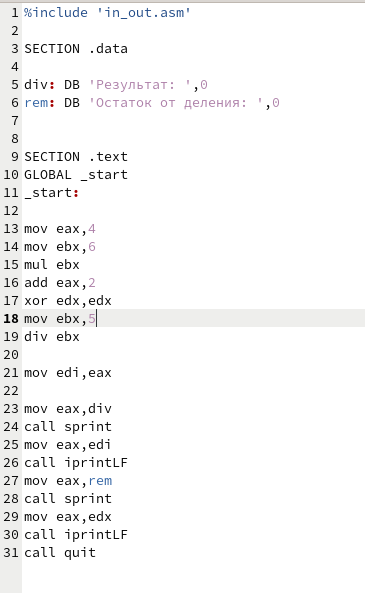 1 %include 'in_out.asm'
2
3 SECTION .data
4
5 div: DB 'Результат: ',0
6 rem: DB 'Остаток от деления: ',0
7
8
9 SECTION .text
10 GLOBAL _start
11 _start:
12
13 mov eax,4
14 mov ebx,6
15 mul ebx
16 add eax,2
17 xor edx,edx
18 mov ebx,5
19 div ebx
20
21 mov edi,eax
22
23 mov eax,div
24 call sprint
25 mov eax,edi
26 call iprintLF
27 mov eax,rem
28 call sprint
29 mov eax,edx
30 call iprintLF
31 call quit